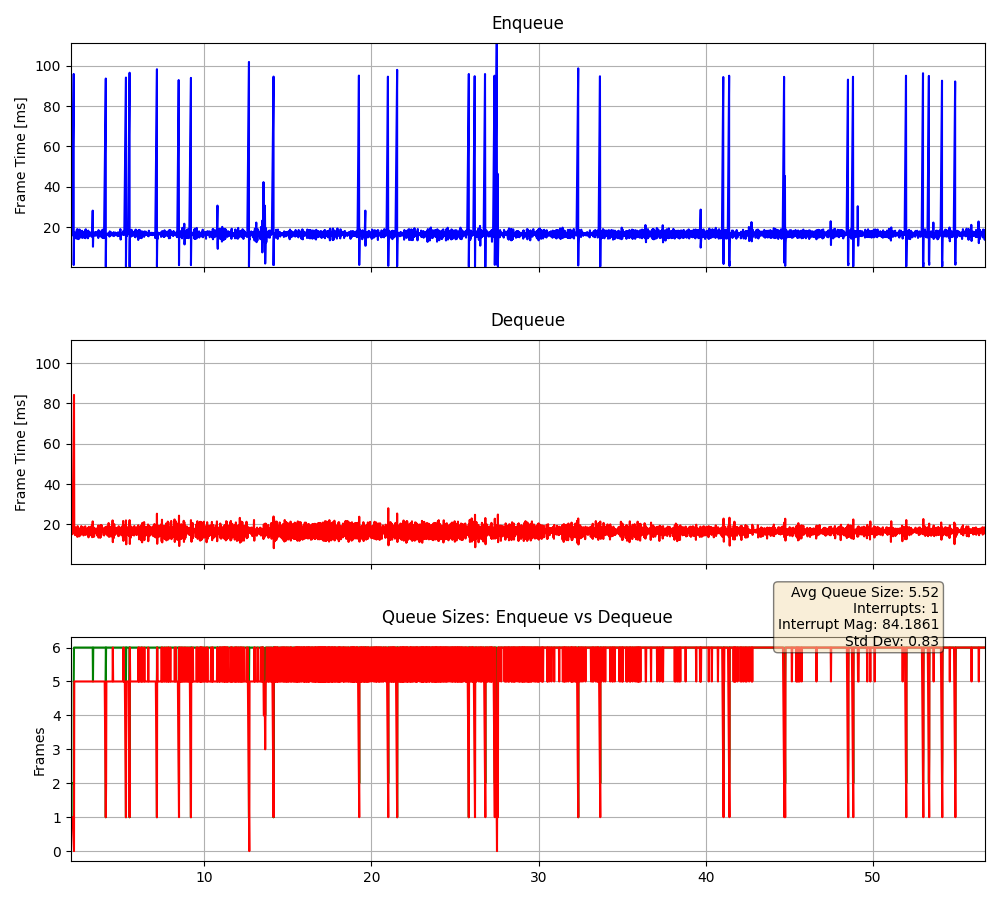 Enqueue
Frame Time [ms]
100
80
60
40
20
Dequeue
Frame Time [ms]
100
80
60
40
20
Avg Queue Size: 5.52
Interrupts: 1
Interrupt Mag: 84.1861
Std Dev: 0.83
Queue Sizes: Enqueue vs Dequeue
Frames
6
5
4
3
2
1
0
10 20 30 40 50